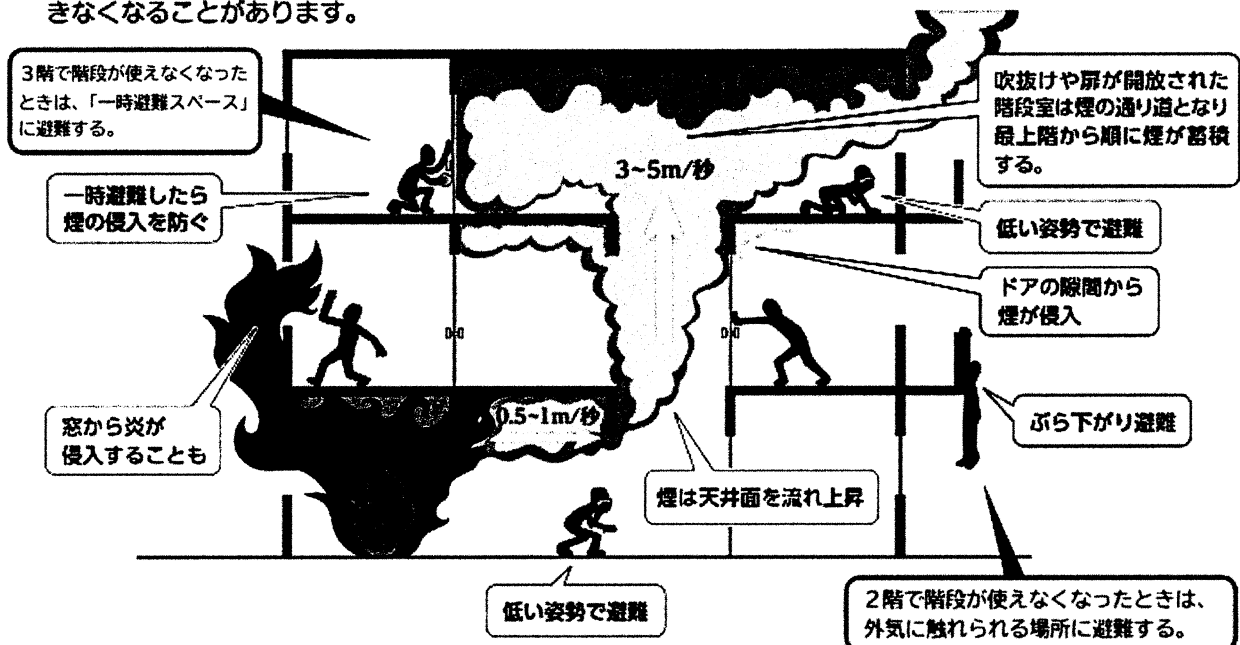 きなくなることがあります。
3階で階段が使えなくなった
ときは、「一時避難スペース」
に避難する。
吹抜けや扉が開放された
階段室は煙の通り道となり
最上階から順に煙が蓄積
する。
3~5m/秒
一時避難したら
煙の侵入を防ぐ
低い姿勢で避難
ドアの隙間から
煙が侵入
窓から炎が
侵入することも
0.5~1m/秒
ぶら下がり避難
煙は天井面を流れ上昇
低い姿勢で避難
2階で階段が使えなくなったときは、
外気に触れられる場所に避難する。